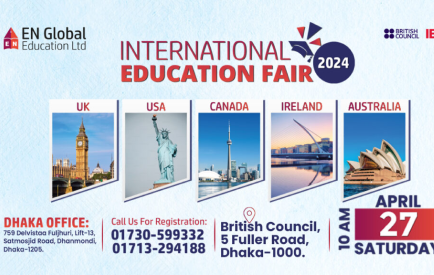 EN Global
Education Ltd
EN
BRITISH
COUNCIL
INTERNATIONAL
EDUCATION FAIR
2024
UK
USA
CANADA
IRELAND
AUSTRALIA
DHAKA OFFICE:
759 Delvistaa Fuljhuri, Lift-13,
Satmosjid Road, Dhanmondi,
Dhaka-1205.
Call Us For Registration:
01730-599332
01713-294188
British Council,
5 Fuller Road,
Dhaka-1000.
10 AM
APRIL
27
SATURDAY